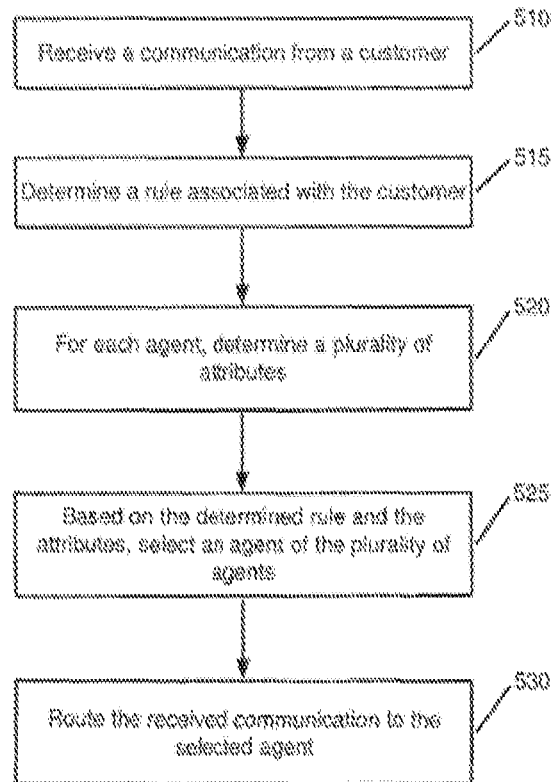 Receive a communication from a customer
510
Determine a rule associated with the customer
515
For each agent, determine a plurality of
attributes
520
Based on the determined rule and the
attributes, select as agent of the plurality of
agents
525
Route the received communication to the
selected agent
530